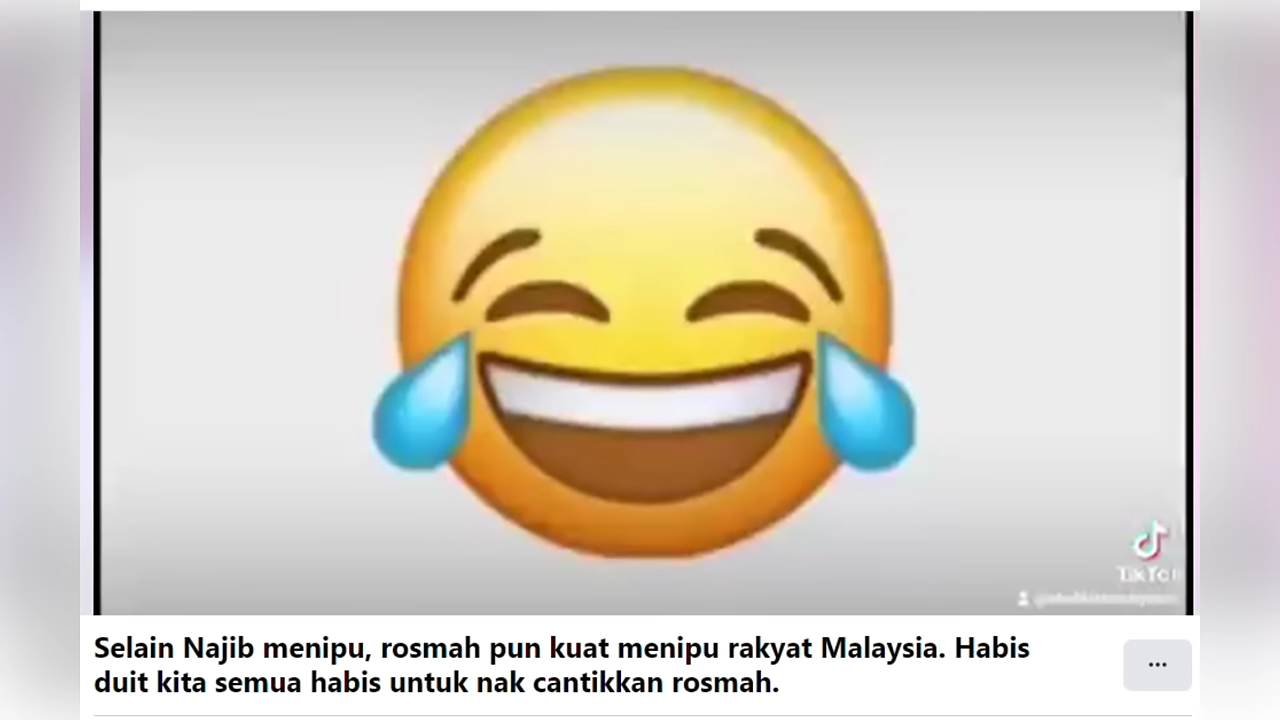 TikTok
Selain Najib menipu, rosmah pun kuat menipu rakyat Malaysia. Habis
duit kita semua habis untuk nak cantikkan rosmah.